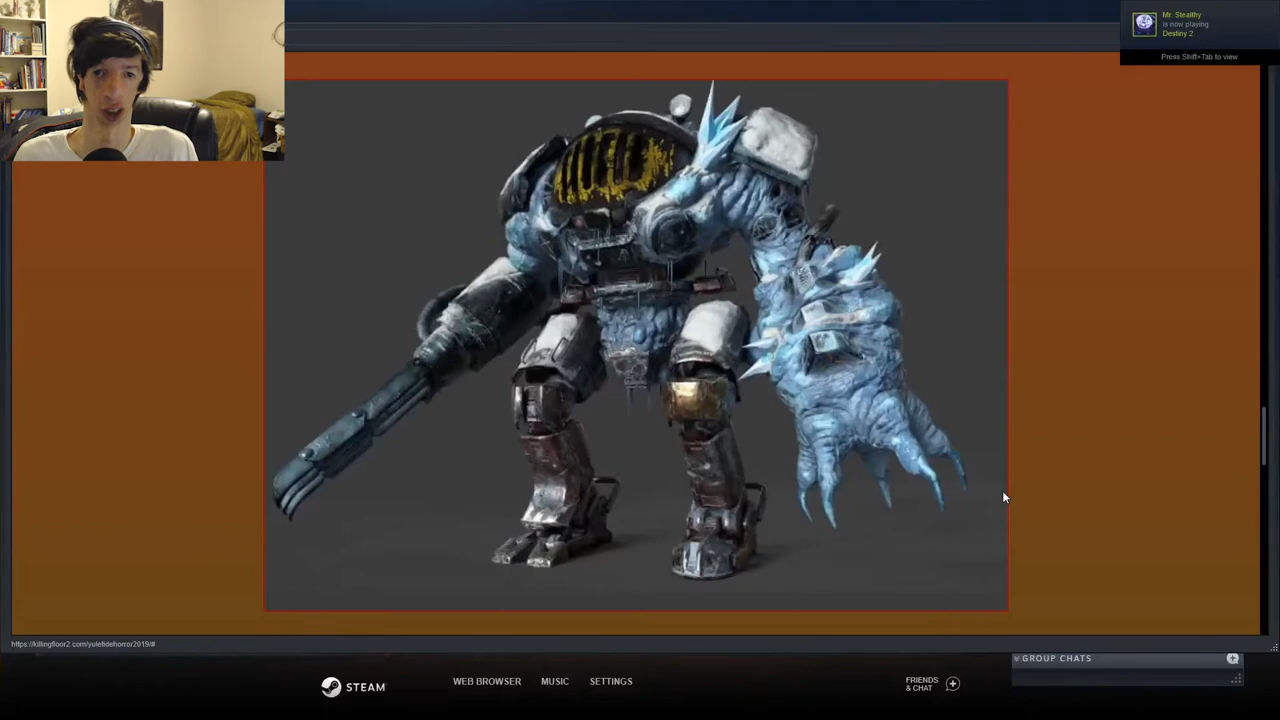 Mr. Stealthy
is now playing
Destiny 2
Press Shift+Tab to view
https://killingfloor2.com/yuletidehorror2019/#
GROUP CHATS
STEAM
WEB BROWSER
MUSIC
SETTINGS
FRIENDS
& CHAT